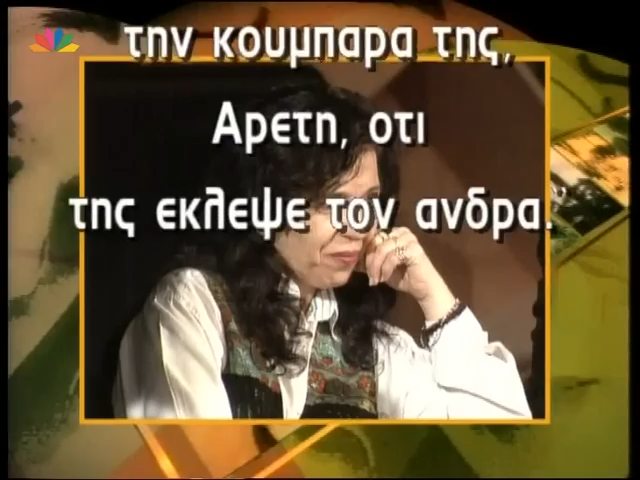 την κουμπαρα της,
Αρετη, οτι
της εκλεψε τον ανδρα.